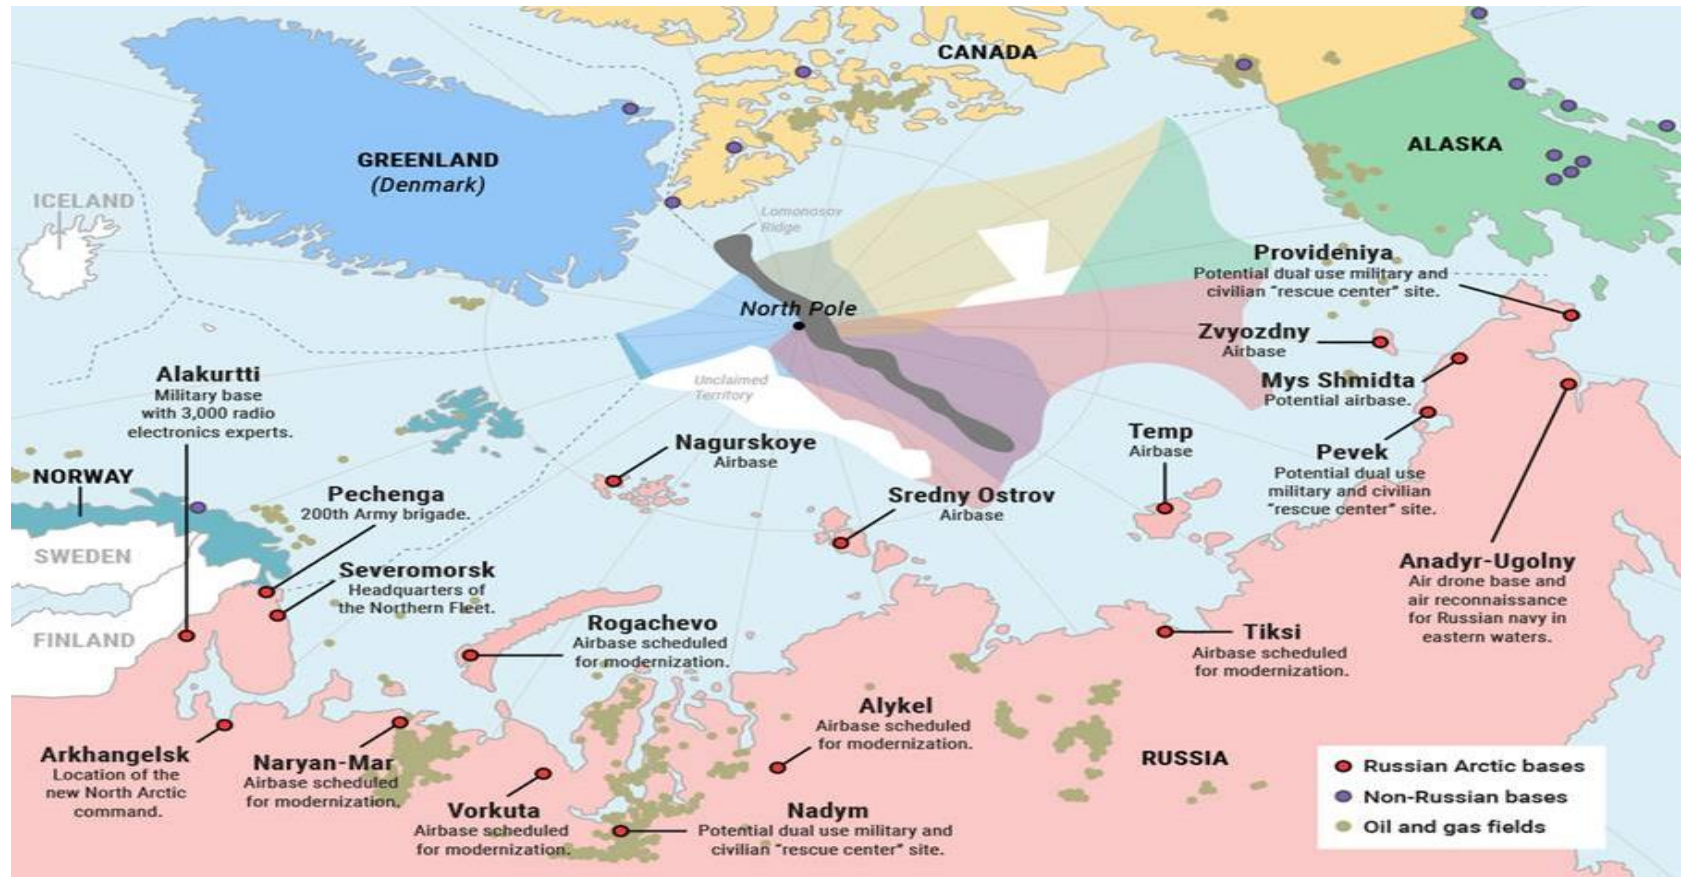 CANADA
GREENLAND
(Denmark)
ALASKA
ICELAND
Lomonosov
Ridge
North Pole
Unclaimed
Territory
Provideniya
Potential dual use military and
civilian “rescue center” site.
Zvyozdny
Airbase
Mys Shmidta
Potential airbase.
Pevek
Potential dual use
military and civilian
“rescue center” site.
Alakurtti
Military base
with 3,000 radio
electronics experts.
NORWAY
SWEDEN
FINLAND
Pechenga
200th Army brigade.
Severomorsk
Headquarters of
the Northern Fleet.
Nagurskoye
Airbase
Sredny Ostrov
Airbase
Temp
Airbase
Anadyr-Ugolny
Air drone base and
air reconnaissance
for Russian navy in
eastern waters.
Rogachevo
Airbase scheduled
for modernization.
Tiksi
Airbase scheduled
for modernization.
Arkhangelsk
Location of the
new North Arctic
command.
Naryan-Mar
Airbase scheduled
for modernization.
Vorkuta
Airbase scheduled
for modernization.
Alykel
Airbase scheduled
for modernization.
Nadym
Potential dual use military and
civilian “rescue center” site.
RUSSIA
Russian Arctic bases
Non-Russian bases
Oil and gas fields